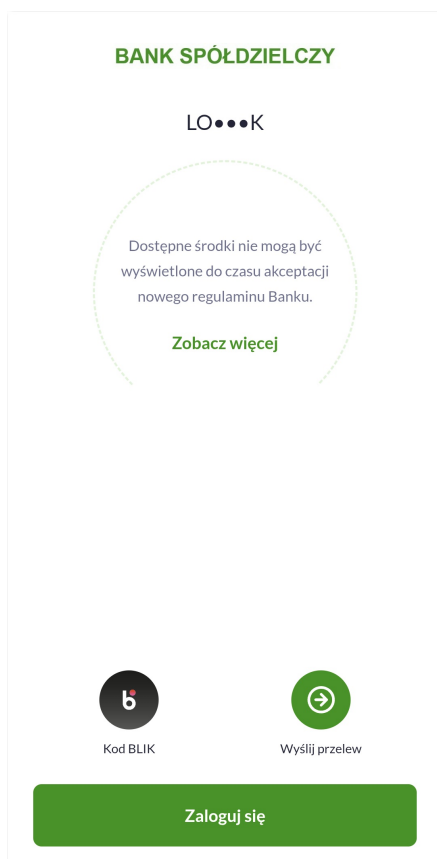 BANK SPÓŁDZIELCZY
LO●●●K
Dostępne środki nie mogą być
wyświetlone do czasu akceptacji
nowego regulaminu Banku.
Zobacz więcej
Kod BLIK
Wyślij przelew
Zaloguj się